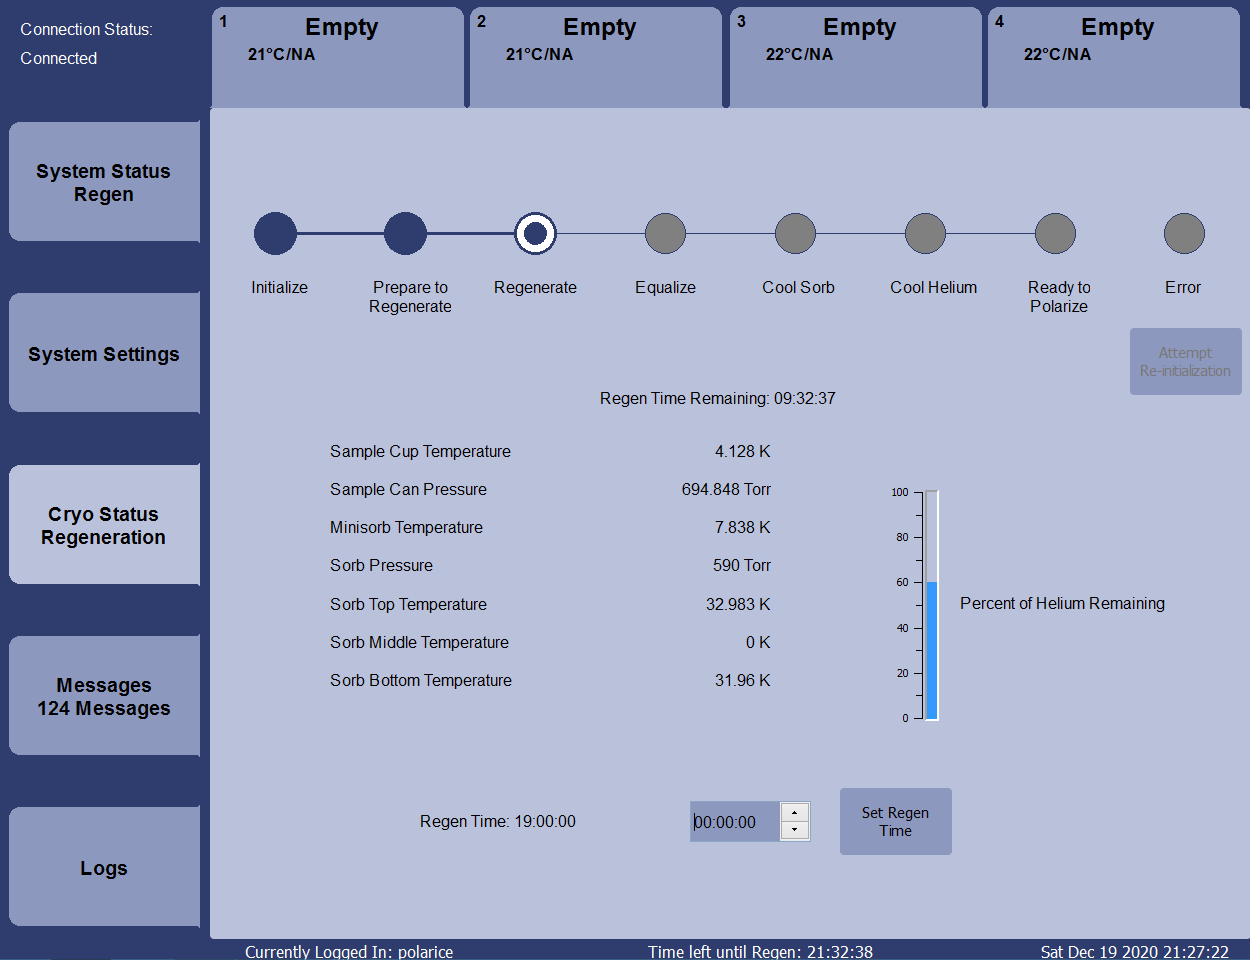 Connection Status:
Connected
1
Empty
21°C/NA
2
Empty
21°C/NA
3
Empty
22°C/NA
4
Empty
22°C/NA
System Status
Regen
System Settings
Cryo Status
Regeneration
Messages
124 Messages
Logs
Initialize
Prepare to
Regenerate
Regenerate
Equalize
Cool Sorb
Cool Helium
Ready to
Polarize
Error
Attempt
Re-initialization
Regen Time Remaining: 09:32:37
Sample Cup Temperature 4.128 K
Sample Can Pressure 694.848 Torr
Minisorb Temperature 7.838 K
Sorb Pressure 590 Torr
Sorb Top Temperature 32.983 K
Sorb Middle Temperature 0 K
Sorb Bottom Temperature 31.96 K
100
80
60
40
20
0
Percent of Helium Remaining
Regen Time: 19:00:00
00:00:00
Set Regen
Time
Currently Logged In: polarice
Time left until Regen: 21:32:38
Sat Dec 19 2020 21:27:22